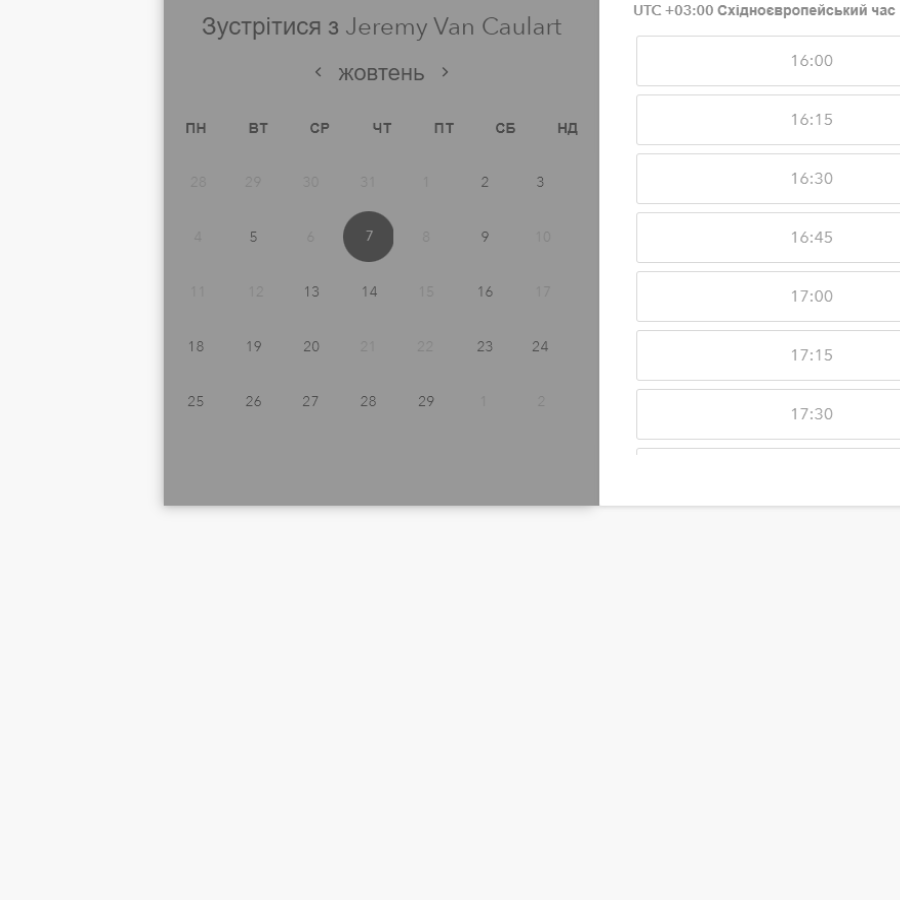 Зустрітися з Jeremy Van Caulart
‹ жовтень ›
ПН ВТ СР ЧТ ПТ СБ НД
28 29 30 31 1 2 3
4 5 6 7 8 9 10
11 12 13 14 15 16 17
18 19 20 21 22 23 24
25 26 27 28 29 1 2
UTC +03:00 Східноєвропейський час
16:00
16:15
16:30
16:45
17:00
17:15
17:30